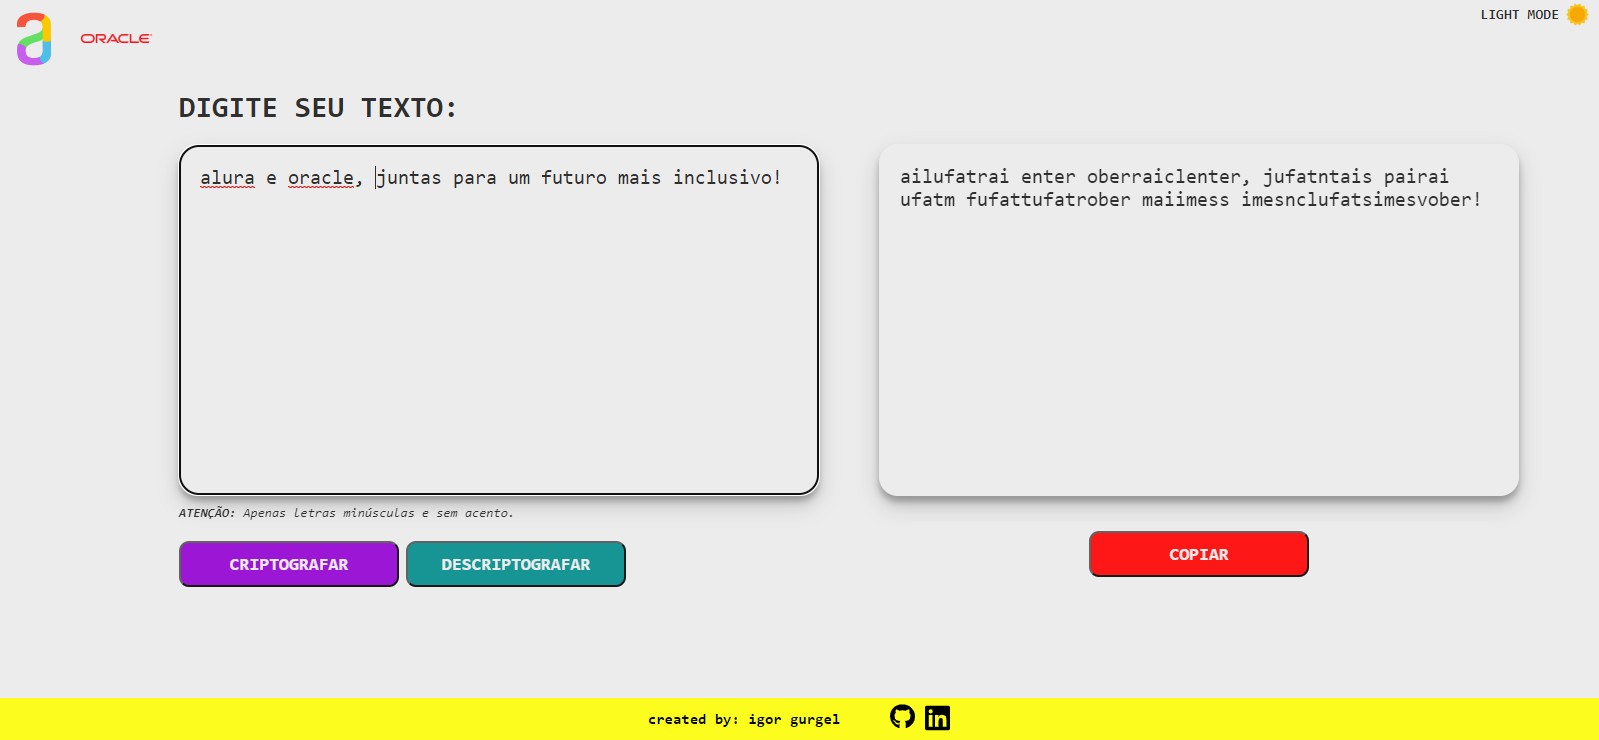 a
ORACLE
LIGHT MODE
DIGITE SEU TEXTO:
alura e oracle, juntas para um futuro mais inclusivo!
ailufatrai enter oberraiclenter, jufatntais pairai
ufatm fufattufatrober maiimess imesnclufatsimesvober!
ATENÇÃO: Apenas letras minúsculas e sem acento.
CRIPTOGRAFAR
DESCRIPTOGRAFAR
COPIAR
created by: igor gurgel
in